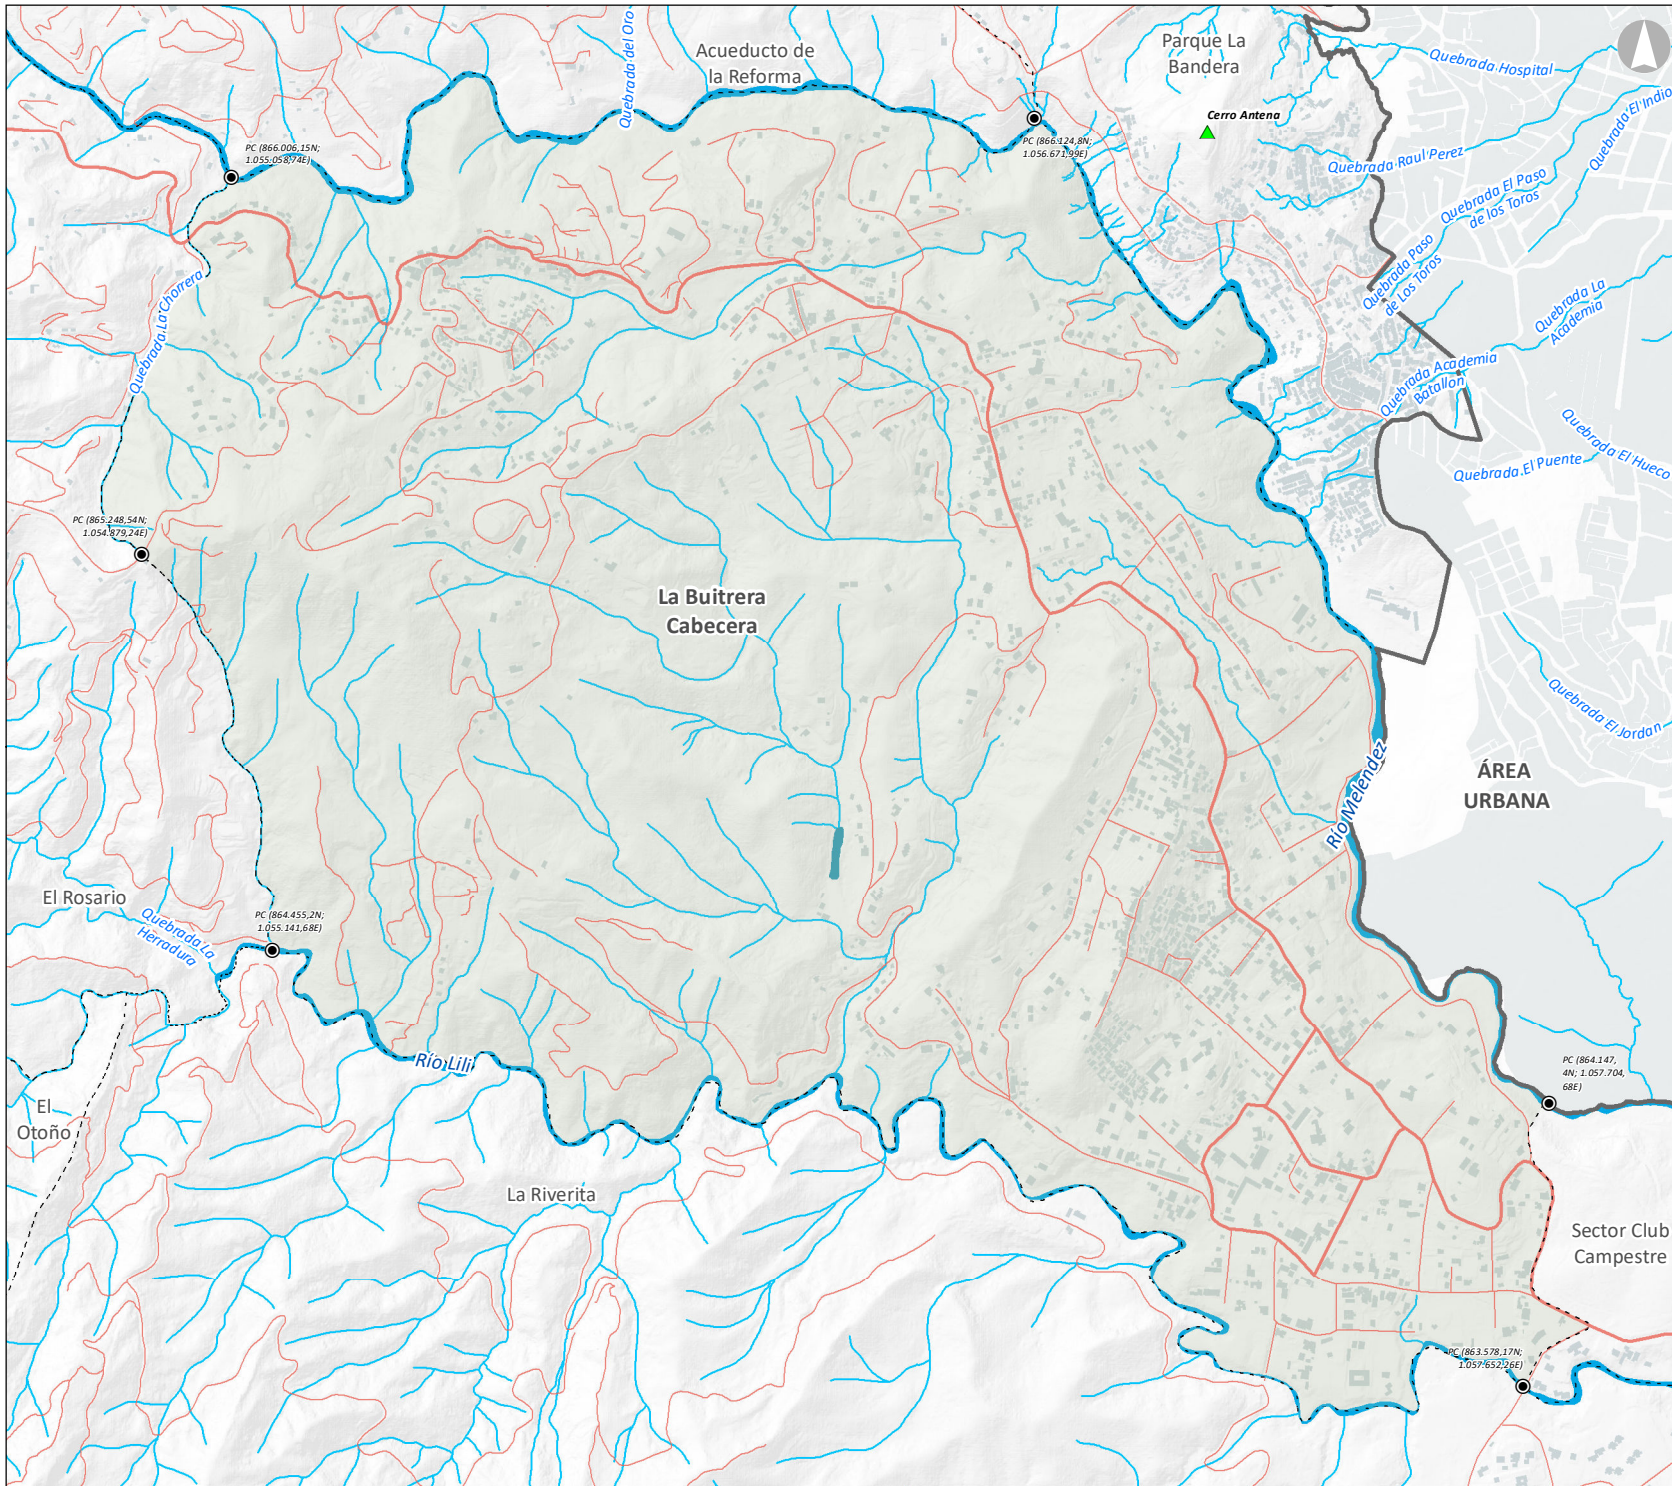 Quebrada del Oro
Acueducto de
la Reforma
Parque La
Bandera
Quebrada Hospital
Quebrada El Indio
Cerro Antena
PC (866.006,15N;
1.055.058,74E)
PC (866.124,8N;
1.056.671,99E)
Quebrada Raul Perez
Quebrada El Paso
de los Toros
Quebrada Paso
de Los Toros
Quebrada La
Academia
Quebrada La Chorrera
Quebrada Academia
Batallon
Quebrada El Hueco
Quebrada El Puente
PC (865.248,54N;
1.054.879,24E)
La Buitrera
Cabecera
Quebrada El Jordan
Río Melendez
ÁREA
URBANA
El Rosario
Quebrada La
Herradura
PC (864.455,2N;
1.055.141,68E)
Río Lili
PC (864.147,
4N; 1.057.704,
68E)
El
Otoño
La Riverita
Sector Club
Campestre
PC (863.578,17N;
1.057.652,26E)